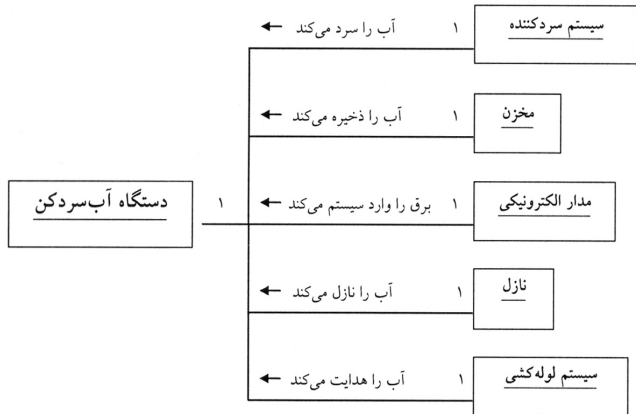 سیستم سردکننده
۱ آب را سرد می‌کند ←
مخزن
۱ آب را ذخیره می‌کند ←
مدار الکترونیکی
۱ برق را وارد سیستم می‌کند ←
۱ دستگاه آب‌سردکن
نازل
۱ آب را نازل می‌کند ←
سیستم لوله‌کشی
۱ آب را هدایت می‌کند ←